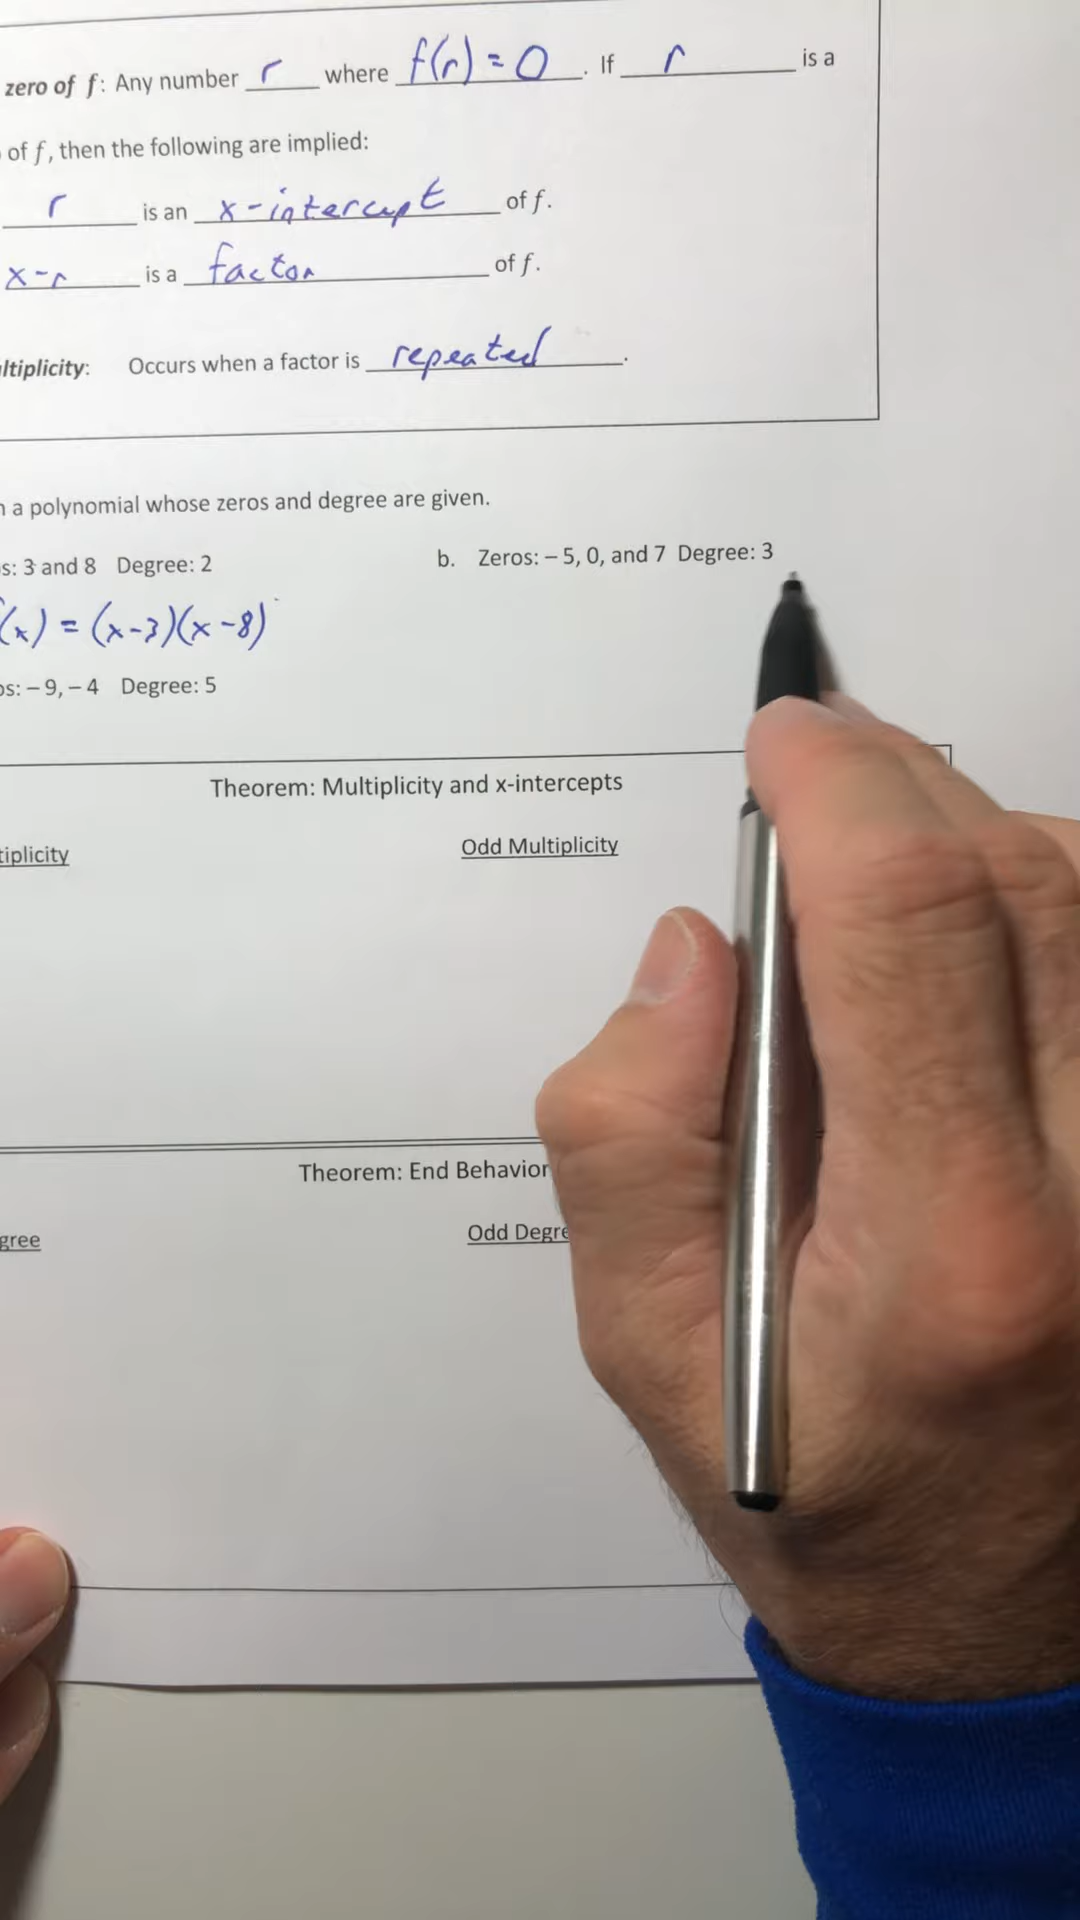 zero of f: Any number r where f(r) = 0. If r is a
of f, then the following are implied:
r is an x-intercept of f.
x-r is a factor of f.
ltiplicity: Occurs when a factor is repeated.
a polynomial whose zeros and degree are given.
s: 3 and 8 Degree: 2
b. Zeros: – 5, 0, and 7 Degree: 3
(x) = (x-3)(x-8)
os: – 9, – 4 Degree: 5
Theorem: Multiplicity and x-intercepts
tiplicity
Odd Multiplicity
Theorem: End Behavior
gree
Odd Degre